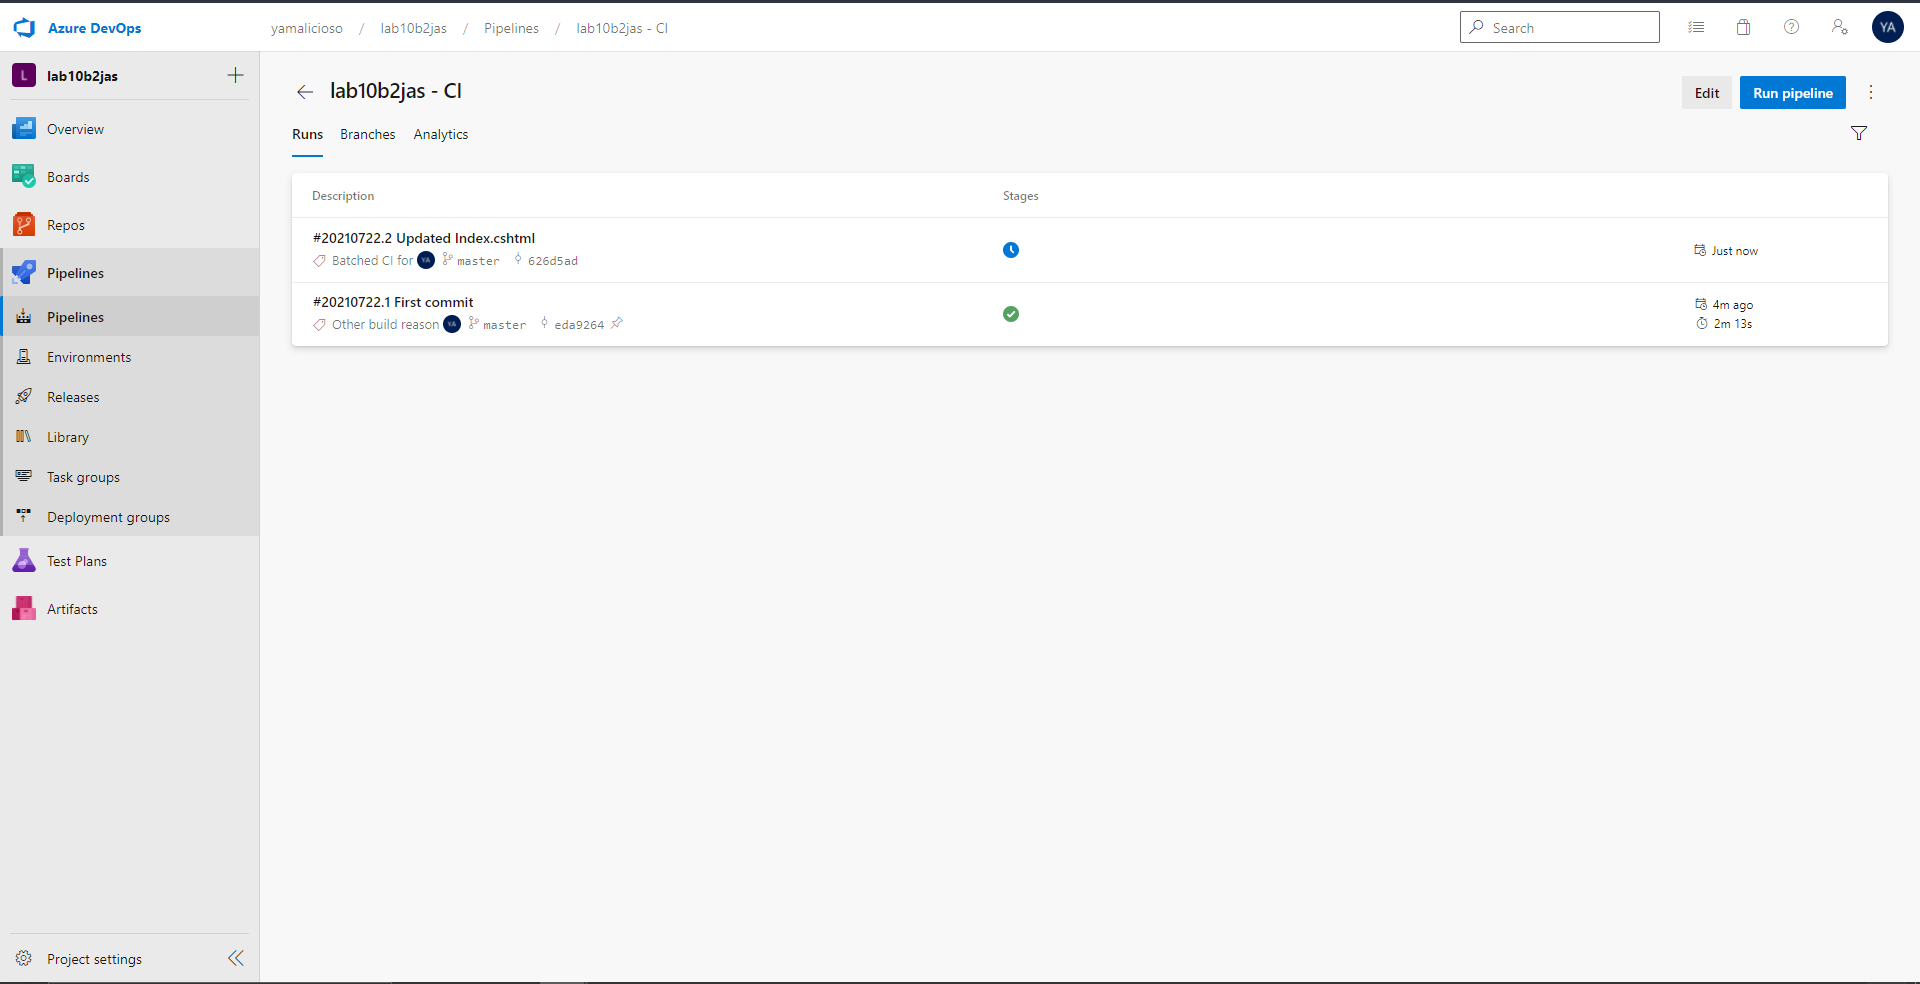 Azure DevOps
yamalicioso / lab10b2jas / Pipelines / lab10b2jas - CI
Search
YA
L lab10b2jas
Overview
Boards
Repos
Pipelines
Pipelines
Environments
Releases
Library
Task groups
Deployment groups
Test Plans
Artifacts
Project settings
lab10b2jas - CI
Edit
Run pipeline
Runs Branches Analytics
Description Stages
#20210722.2 Updated Index.cshtml
Batched CI for YA master 626d5ad
Just now
#20210722.1 First commit
Other build reason YA master eda9264
4m ago
2m 13s